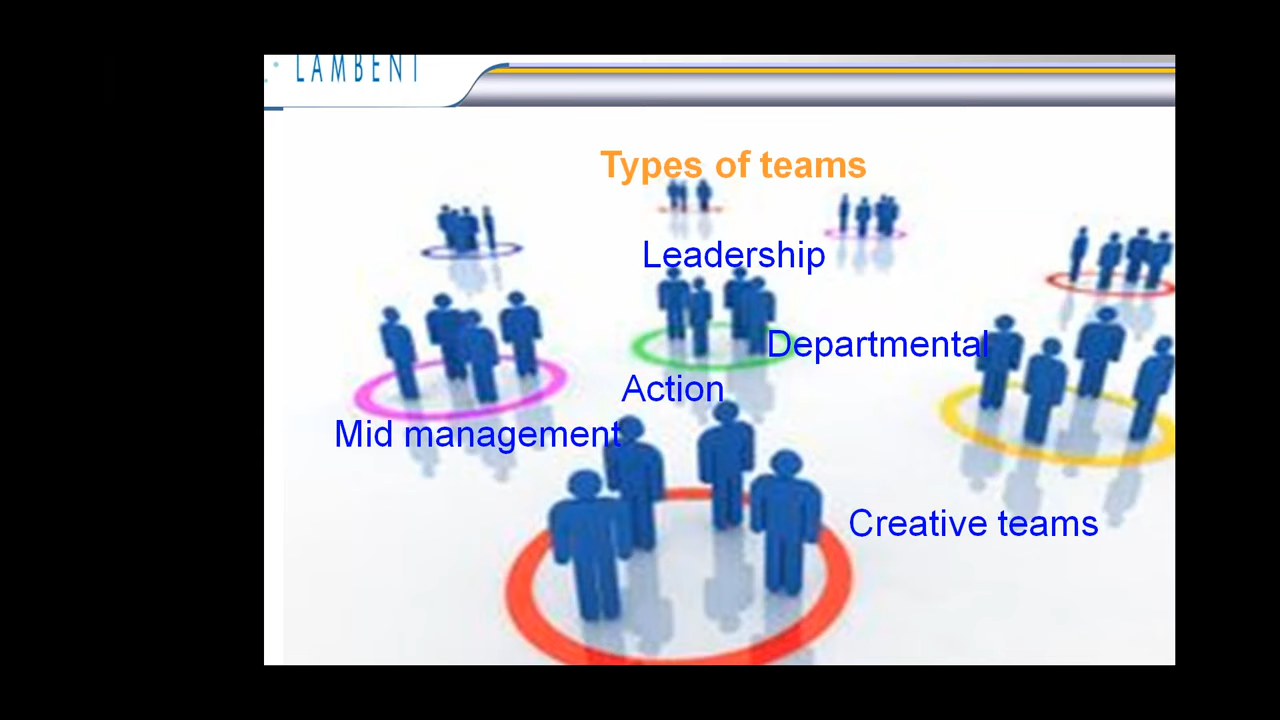 LAMBENT
Types of teams
Leadership
Departmental
Action
Mid management
Creative teams